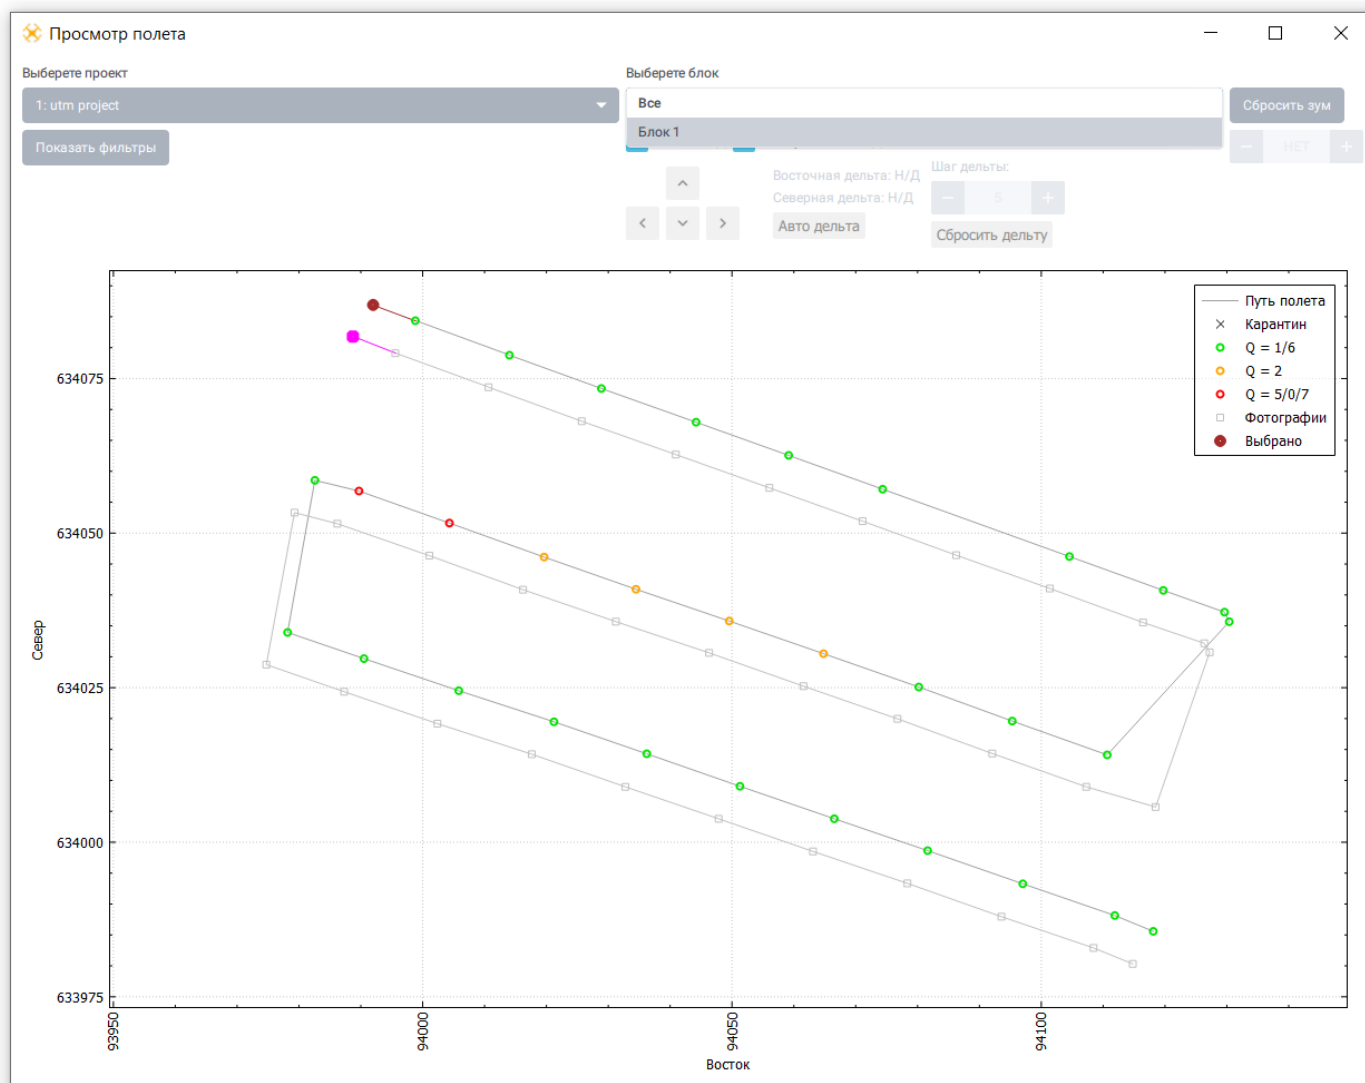 Просмотр полета
Выберете проект
Выберете блок
1: utm project
Все
Блок 1
Сбросить зум
Показать фильтры
НЕТ
Восточная дельта: Н/Д
Северная дельта: Н/Д
Авто дельта
Шаг дельты:
5
Сбросить дельту
Путь полета
Карантин
Q = 1/6
Q = 2
Q = 5/0/7
Фотографии
Выбрано
634075
634050
634025
634000
633975
Север
93950
94000
94050
94100
Восток